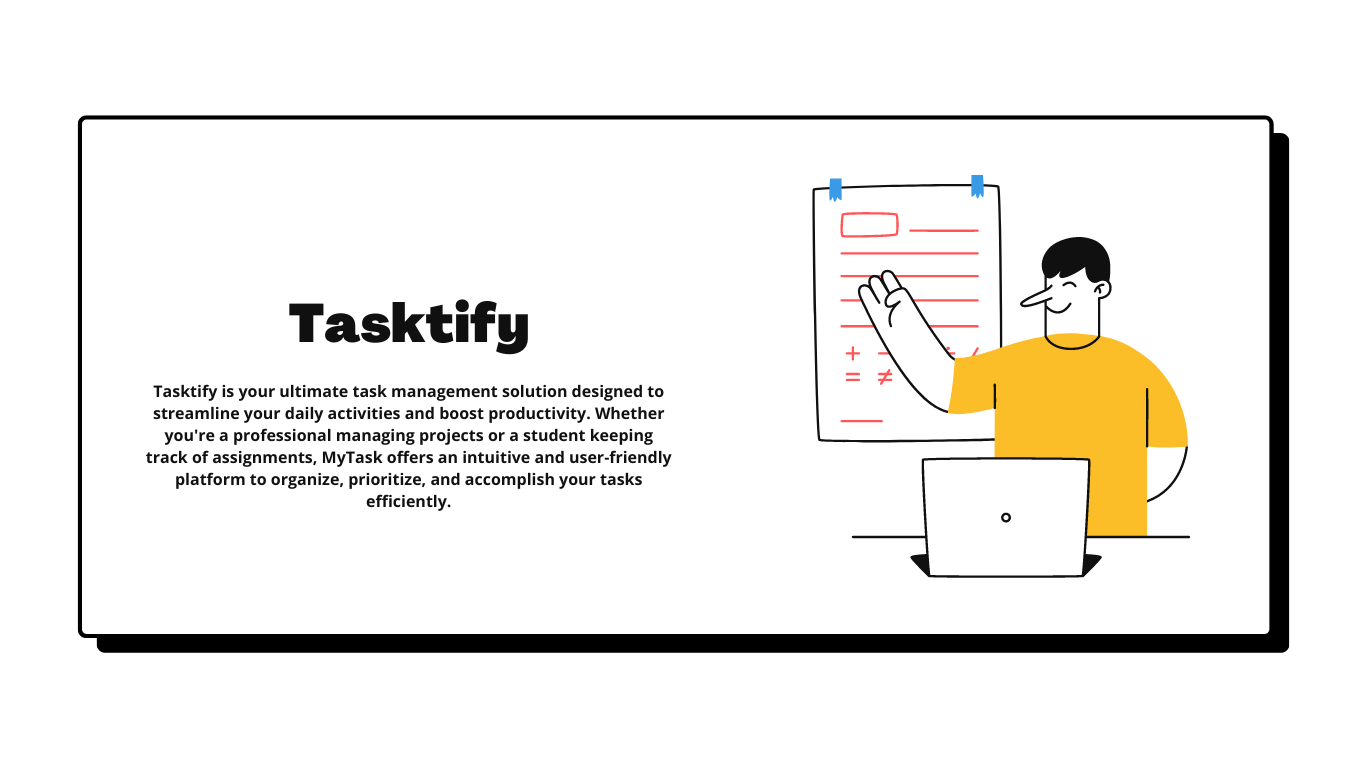 Tasktify
Tasktify is your ultimate task management solution designed to
streamline your daily activities and boost productivity. Whether
you're a professional managing projects or a student keeping
track of assignments, MyTask offers an intuitive and user-friendly
platform to organize, prioritize, and accomplish your tasks
efficiently.